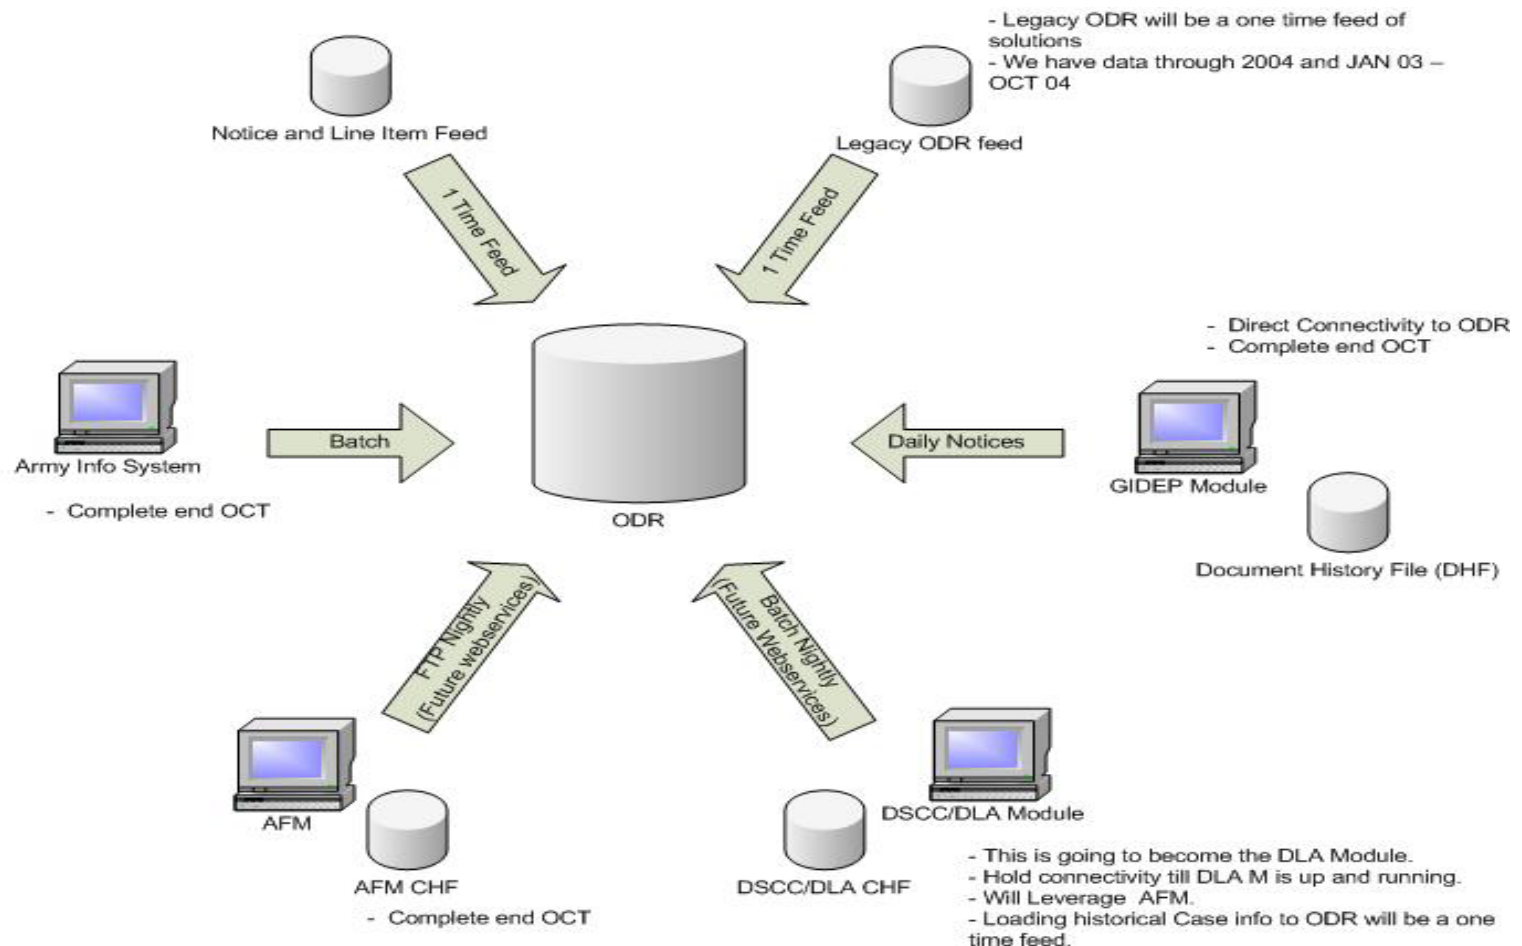 - Legacy ODR will be a one time feed of
solutions
- We have data through 2004 and JAN 03 –
OCT 04
Notice and Line Item Feed
Legacy ODR feed
1 Time Feed
1 Time Feed
- Direct Connectivity to ODR
- Complete end OCT
Army Info System
Batch
Daily Notices
GIDEP Module
- Complete end OCT
ODR
Document History File (DHF)
FTP Nightly
(Future webservices)
Batch Nightly
(Future Webservices)
AFM
DSCC/DLA Module
AFM CHF
DSCC/DLA CHF
- Complete end OCT
- This is going to become the DLA Module.
- Hold connectivity till DLA M is up and running.
- Will Leverage AFM.
- Loading historical Case info to ODR will be a one
time feed.